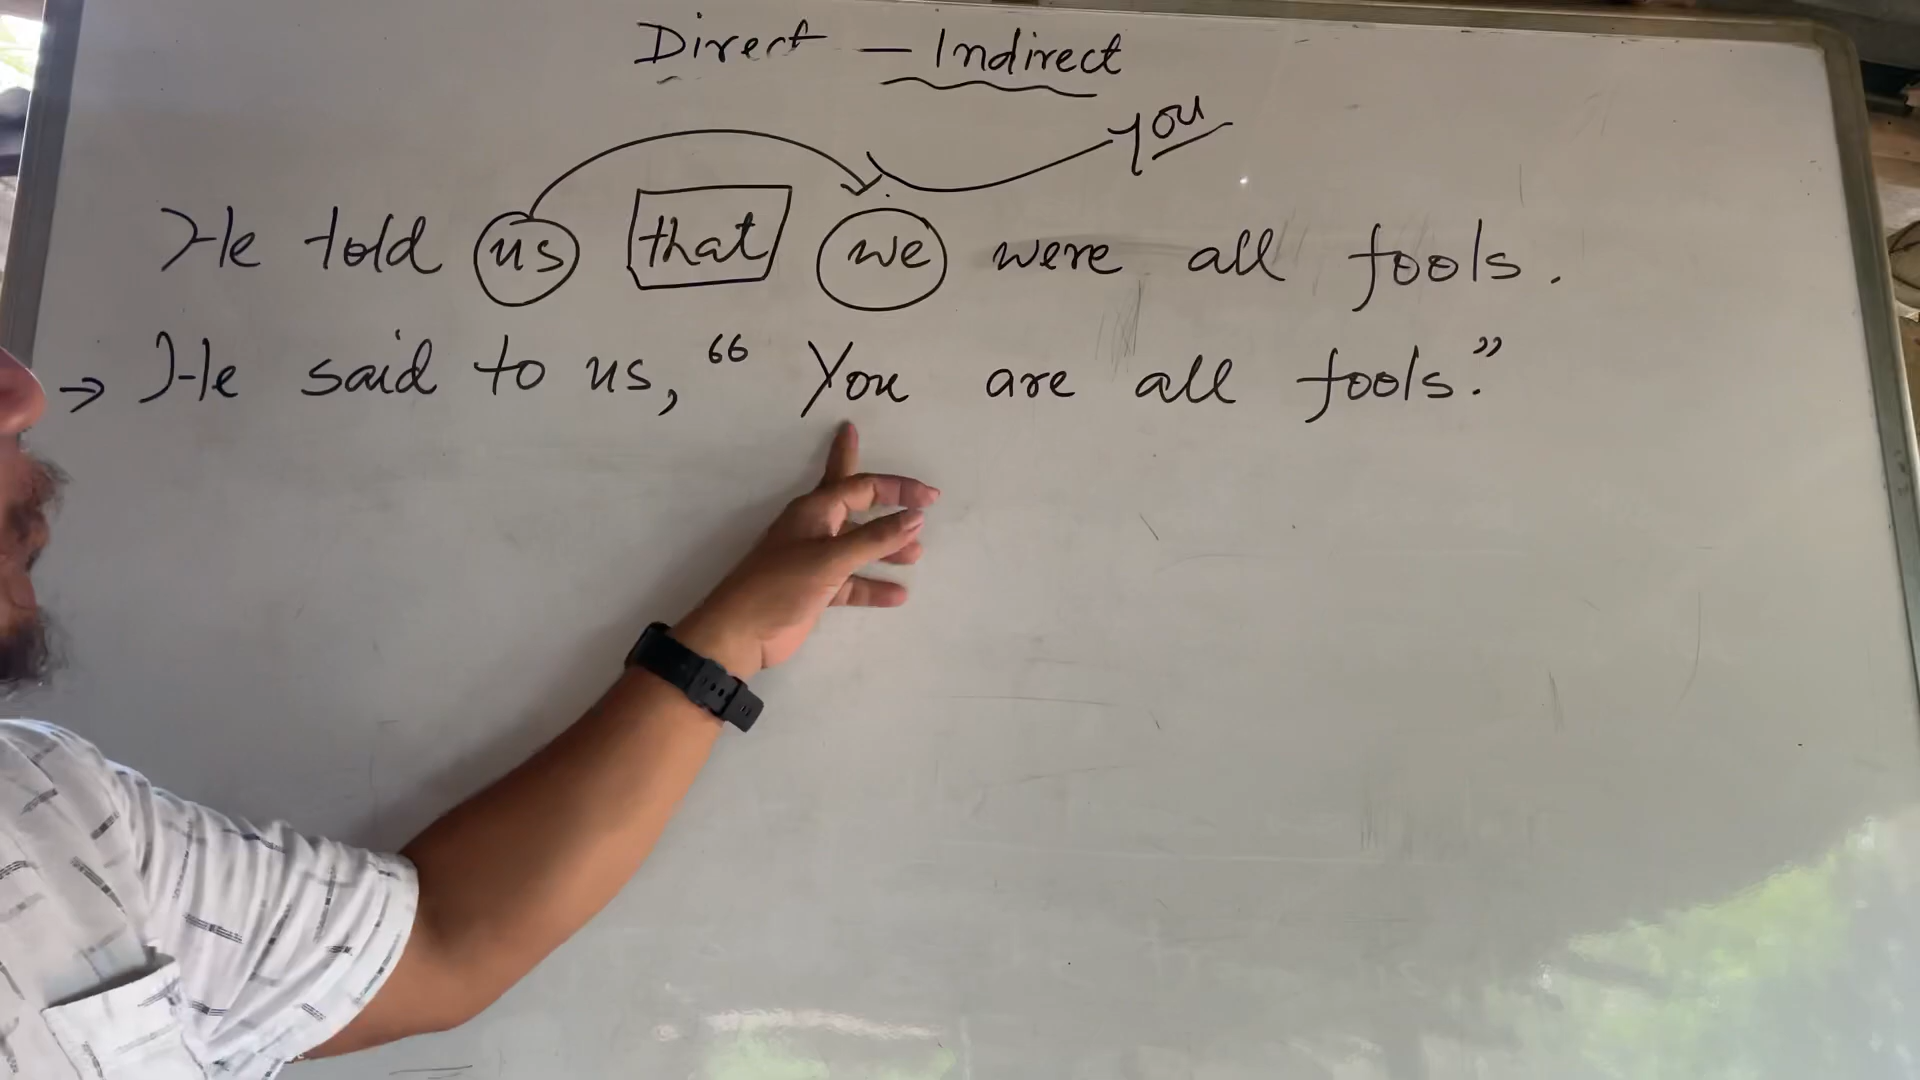 Direct - Indirect
you
He told us that we were all fools.
→ He said to us, “You are all fools.”